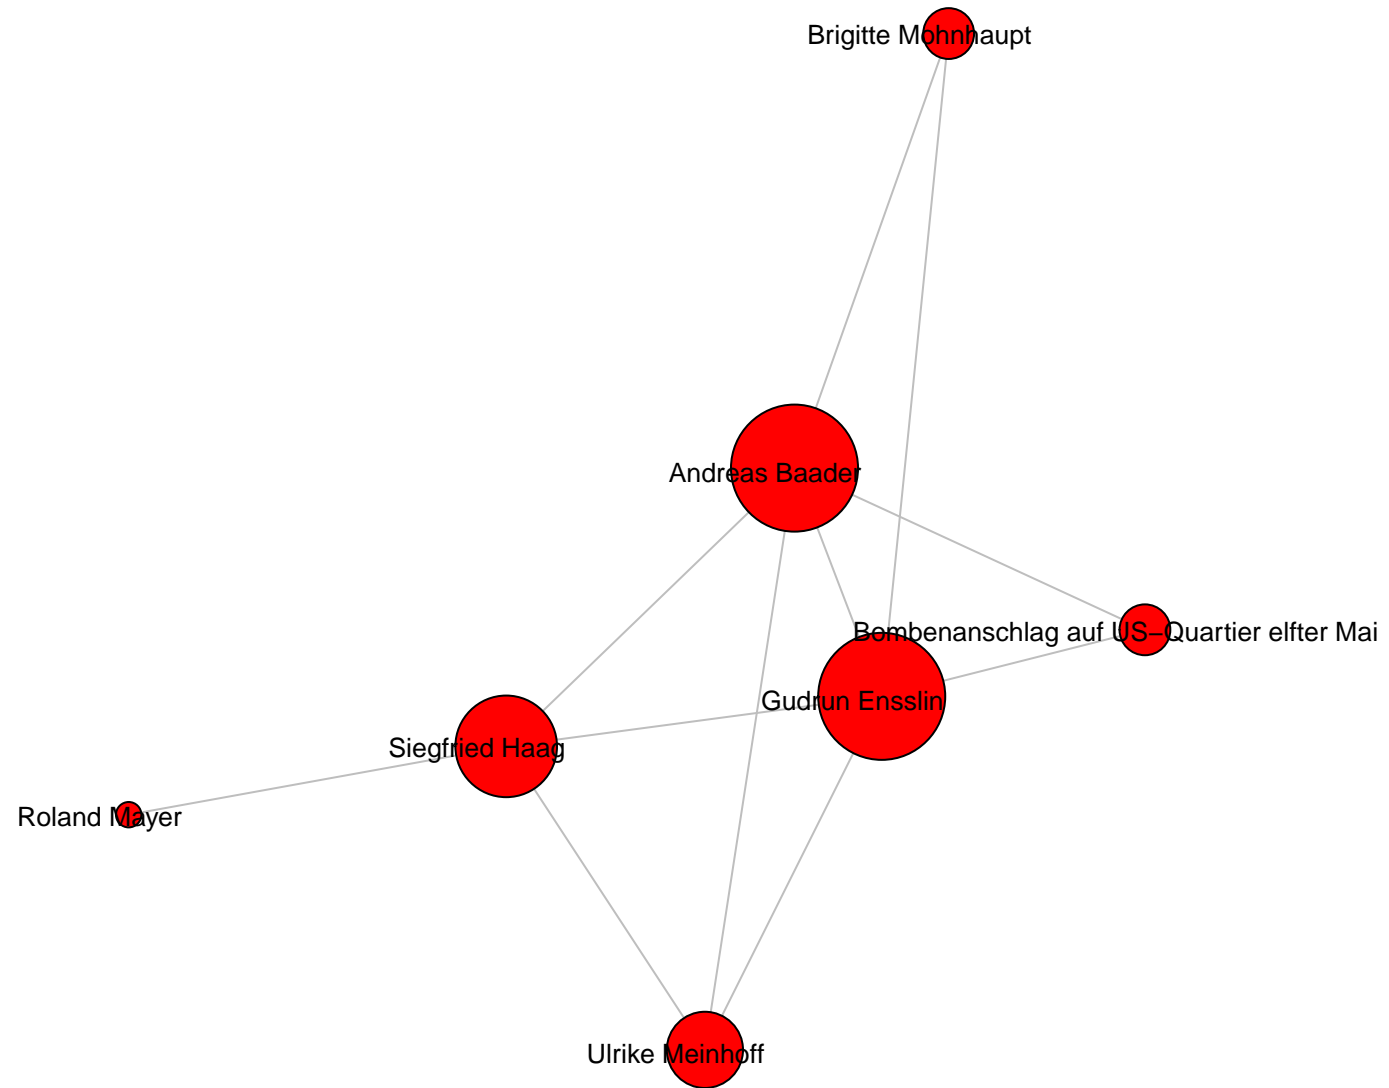 Brigitte Mohnhaupt
Andreas Baader
Bombenanschlag auf US−Quartier elfter Mai
Gudrun Ensslin
Siegfried Haag
Roland Mayer
Ulrike Meinhoff